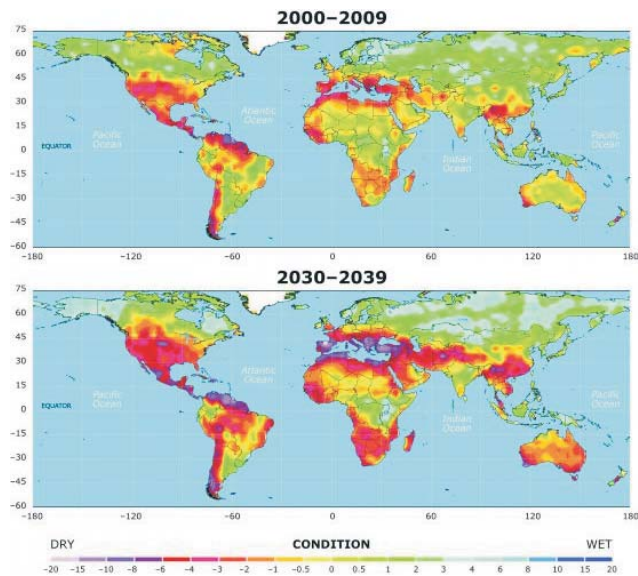 2000–2009
75
60
45
30
15
0
−15
−30
−45
−60
Atlantic
Ocean
Pacific
Ocean
EQUATOR
Indian
Ocean
Pacific
Ocean
−180 −120 −60 0 60 120 180
2030–2039
75
60
45
30
15
0
−15
−30
−45
−60
Atlantic
Ocean
Pacific
Ocean
EQUATOR
Indian
Ocean
Pacific
Ocean
−180 −120 −60 0 60 120 180
DRY CONDITION WET
−20 −15 −10 −8 −6 −4 −3 −2 −1 −0.5 0 0.5 1 2 3 4 6 8 10 15 20